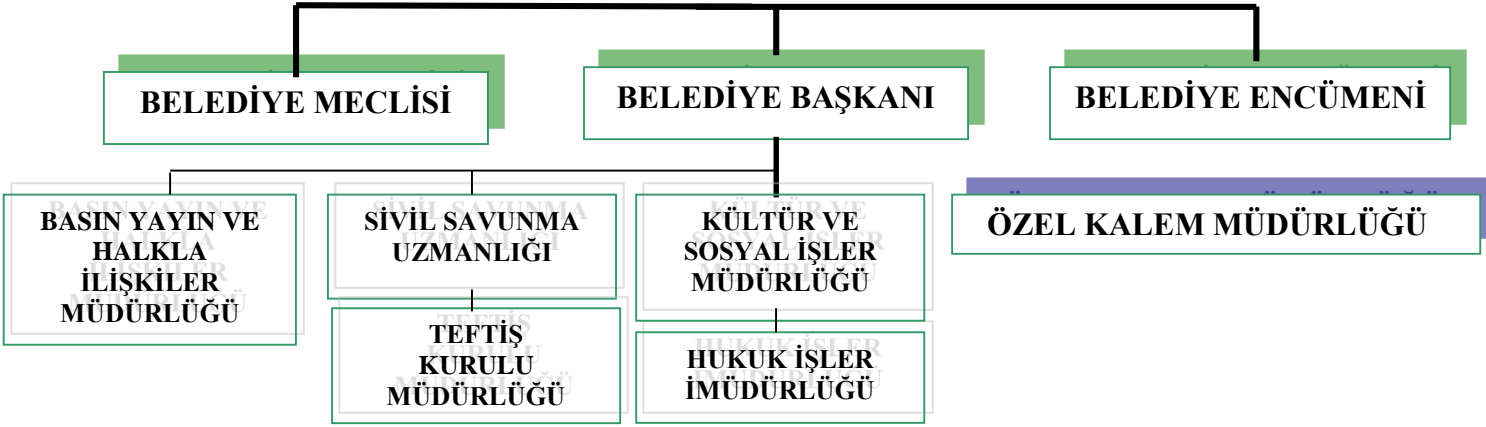 BELEDİYE MECLİSİ
BELEDİYE BAŞKANI
BELEDİYE ENCÜMENİ
BASIN YAYIN VE
HALKLA
İLİŞKİLER
MÜDÜRLÜĞÜ
SİVİL SAVUNMA
UZMANLIĞI
KÜLTÜR VE
SOSYAL İŞLER
MÜDÜRLÜĞÜ
ÖZEL KALEM MÜDÜRLÜĞÜ
TEFTİŞ
KURULU
MÜDÜRLÜĞÜ
HUKUK İŞLER
İMÜDÜRLÜĞÜ